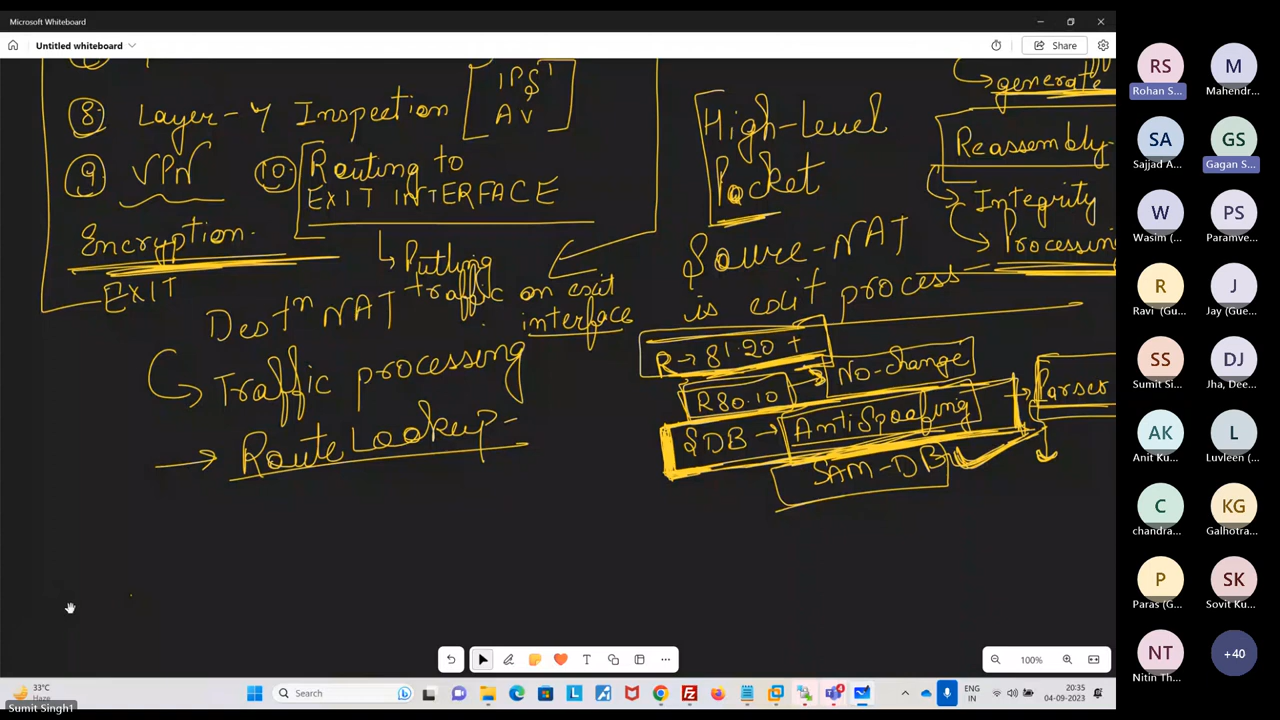 Microsoft Whiteboard
Untitled whiteboard
Share
8 Layer-7 Inspection [IPS
AV]
9 VPN
10 Routing to
EXIT INTERFACE
Encryption.
EXIT
Putting
traffic on exit
interface
Destn NAT
Traffic processing
→ Route Lookup-
High-Level
Packet
Source-NAT
is exit process
R→81.20 +
R80.10 → No-change
SDB → AntiSpoofing
SAM-DB
generate
Reassembly-
Integrity
Processing
Parser
100%
RS
Rohan S...
M
Mahendr...
SA
Sajjad A...
GS
Gagan S...
W
Wasim (...
PS
Paramve...
R
Ravi (Gu...
J
Jay (Gue...
SS
Sumit Si...
DJ
Jha, Dee...
AK
Anit Ku...
L
Luvleen (...
C
chandra...
KG
Galhotra...
P
Paras (G...
SK
Sovit Ku...
NT
Nitin Th...
+40
33°C
Haze
Search
ENG
IN
20:35
04-09-2023
Sumit Singh1